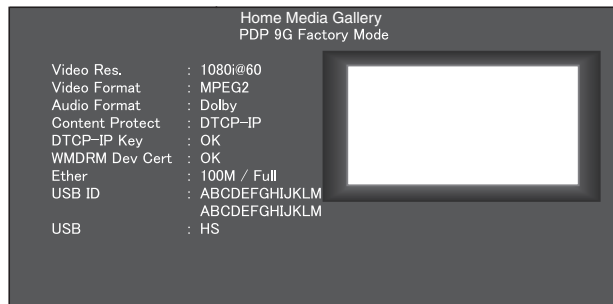 Home Media Gallery
PDP 9G Factory Mode
Video Res. : 1080i@60
Video Format : MPEG2
Audio Format : Dolby
Content Protect : DTCP-IP
DTCP-IP Key : OK
WMDRM Dev Cert : OK
Ether : 100M / Full
USB ID : ABCDEFGHIJKLM
ABCDEFGHIJKLM
USB : HS